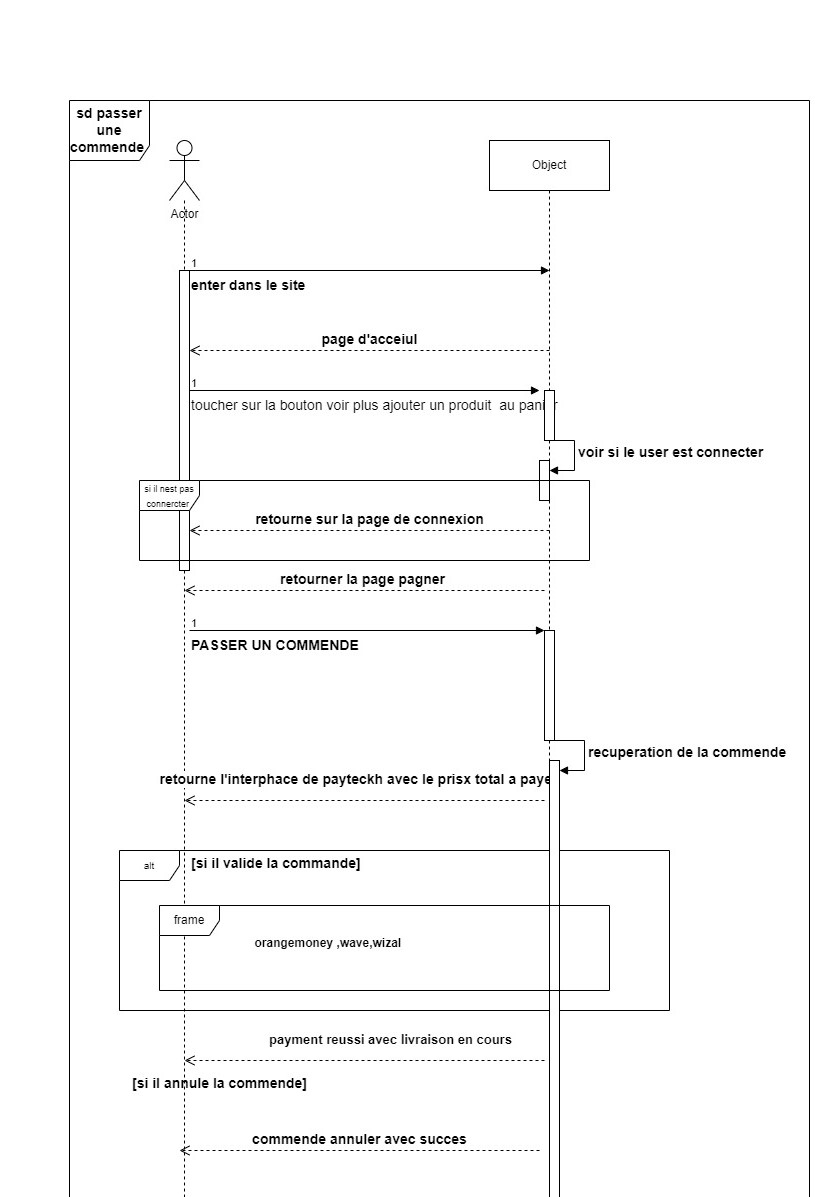 sd passer
une
commende
Object
Actor
1
enter dans le site
page d'acceiul
1
toucher sur la bouton voir plus ajouter un produit  au panier
voir si le user est connecter
si il nest pas
connercter
retourne sur la page de connexion
retourner la page pagner
1
PASSER UN COMMENDE
recuperation de la commende
retourne l'interphace de payteckh avec le prisx total a paye
alt
[si il valide la commande]
frame
orangemoney ,wave,wizal
payment reussi avec livraison en cours
[si il annule la commende]
commende annuler avec succes